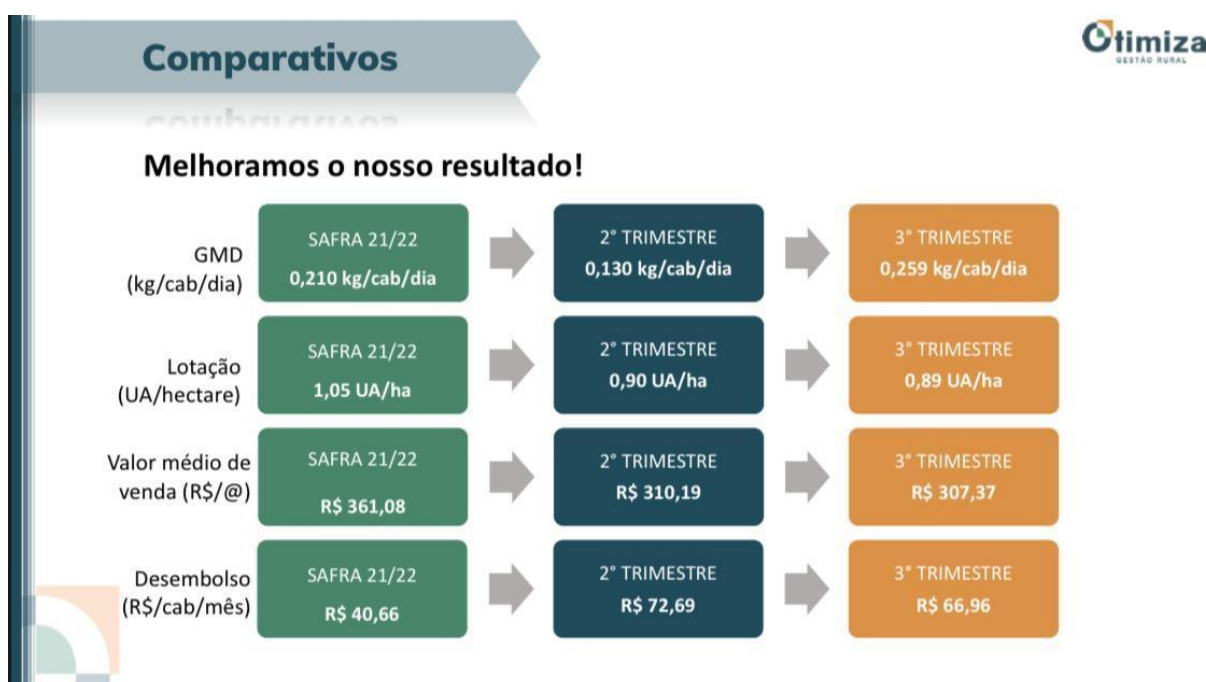 Comparativos
Otimiza
GESTÃO RURAL
Melhoramos o nosso resultado!
GMD
(kg/cab/dia)
SAFRA 21/22
0,210 kg/cab/dia
2° TRIMESTRE
0,130 kg/cab/dia
3° TRIMESTRE
0,259 kg/cab/dia
Lotação
(UA/hectare)
SAFRA 21/22
1,05 UA/ha
2° TRIMESTRE
0,90 UA/ha
3° TRIMESTRE
0,89 UA/ha
Valor médio de
venda (R$/@)
SAFRA 21/22
R$ 361,08
2° TRIMESTRE
R$ 310,19
3° TRIMESTRE
R$ 307,37
Desembolso
(R$/cab/mês)
SAFRA 21/22
R$ 40,66
2° TRIMESTRE
R$ 72,69
3° TRIMESTRE
R$ 66,96